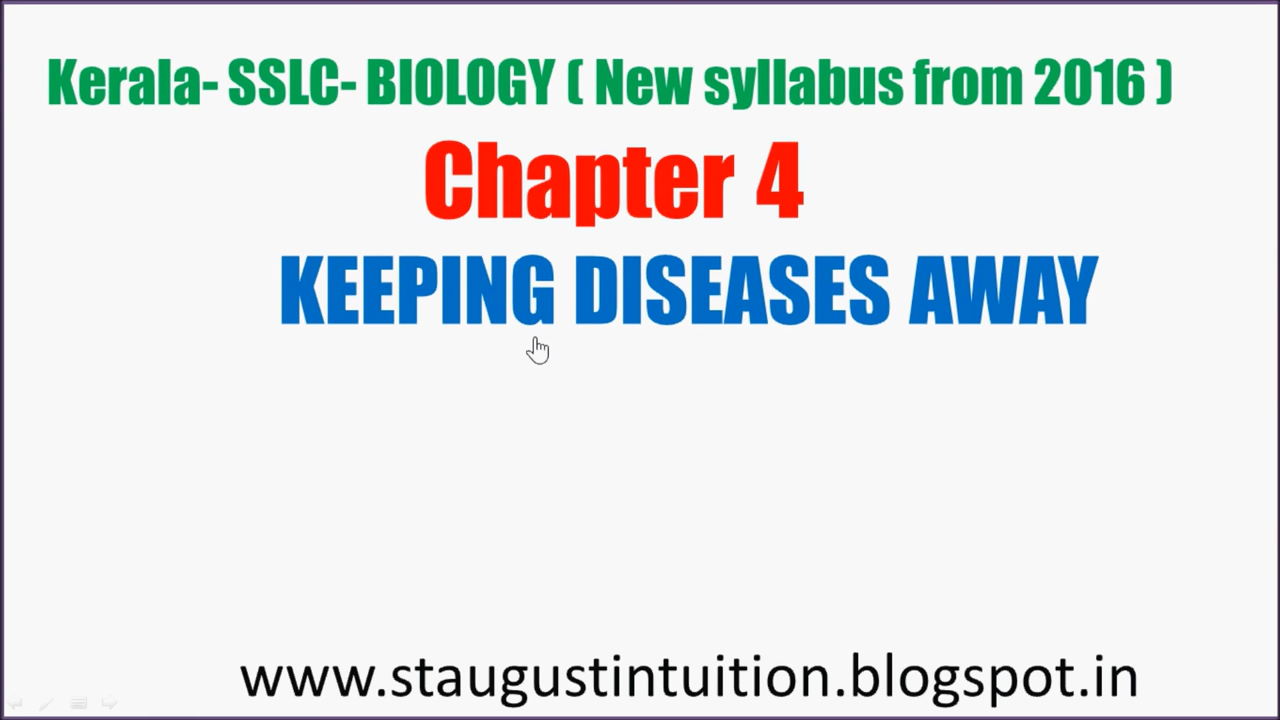 Kerala- SSLC- BIOLOGY ( New syllabus from 2016 )
Chapter 4
KEEPING DISEASES AWAY
www.staugustintuition.blogspot.in